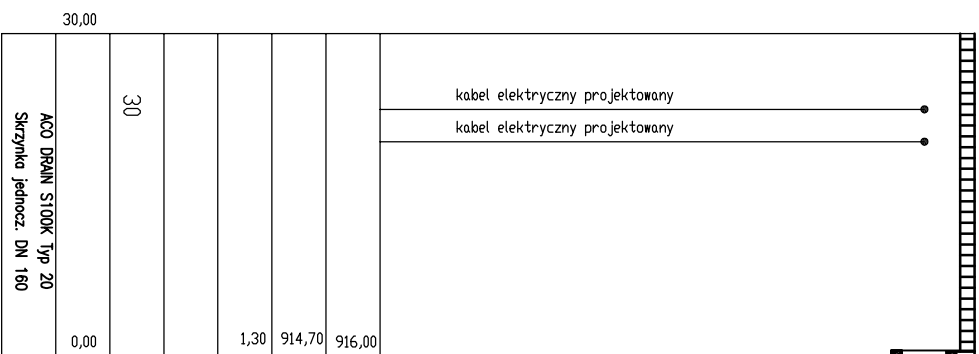 30,00
30
ACO DRAIN S100K Typ 20
Skrzynka jednocz. DN 160
kabel elektryczny projektowany
kabel elektryczny projektowany
0,00
1,30
914,70
916,00